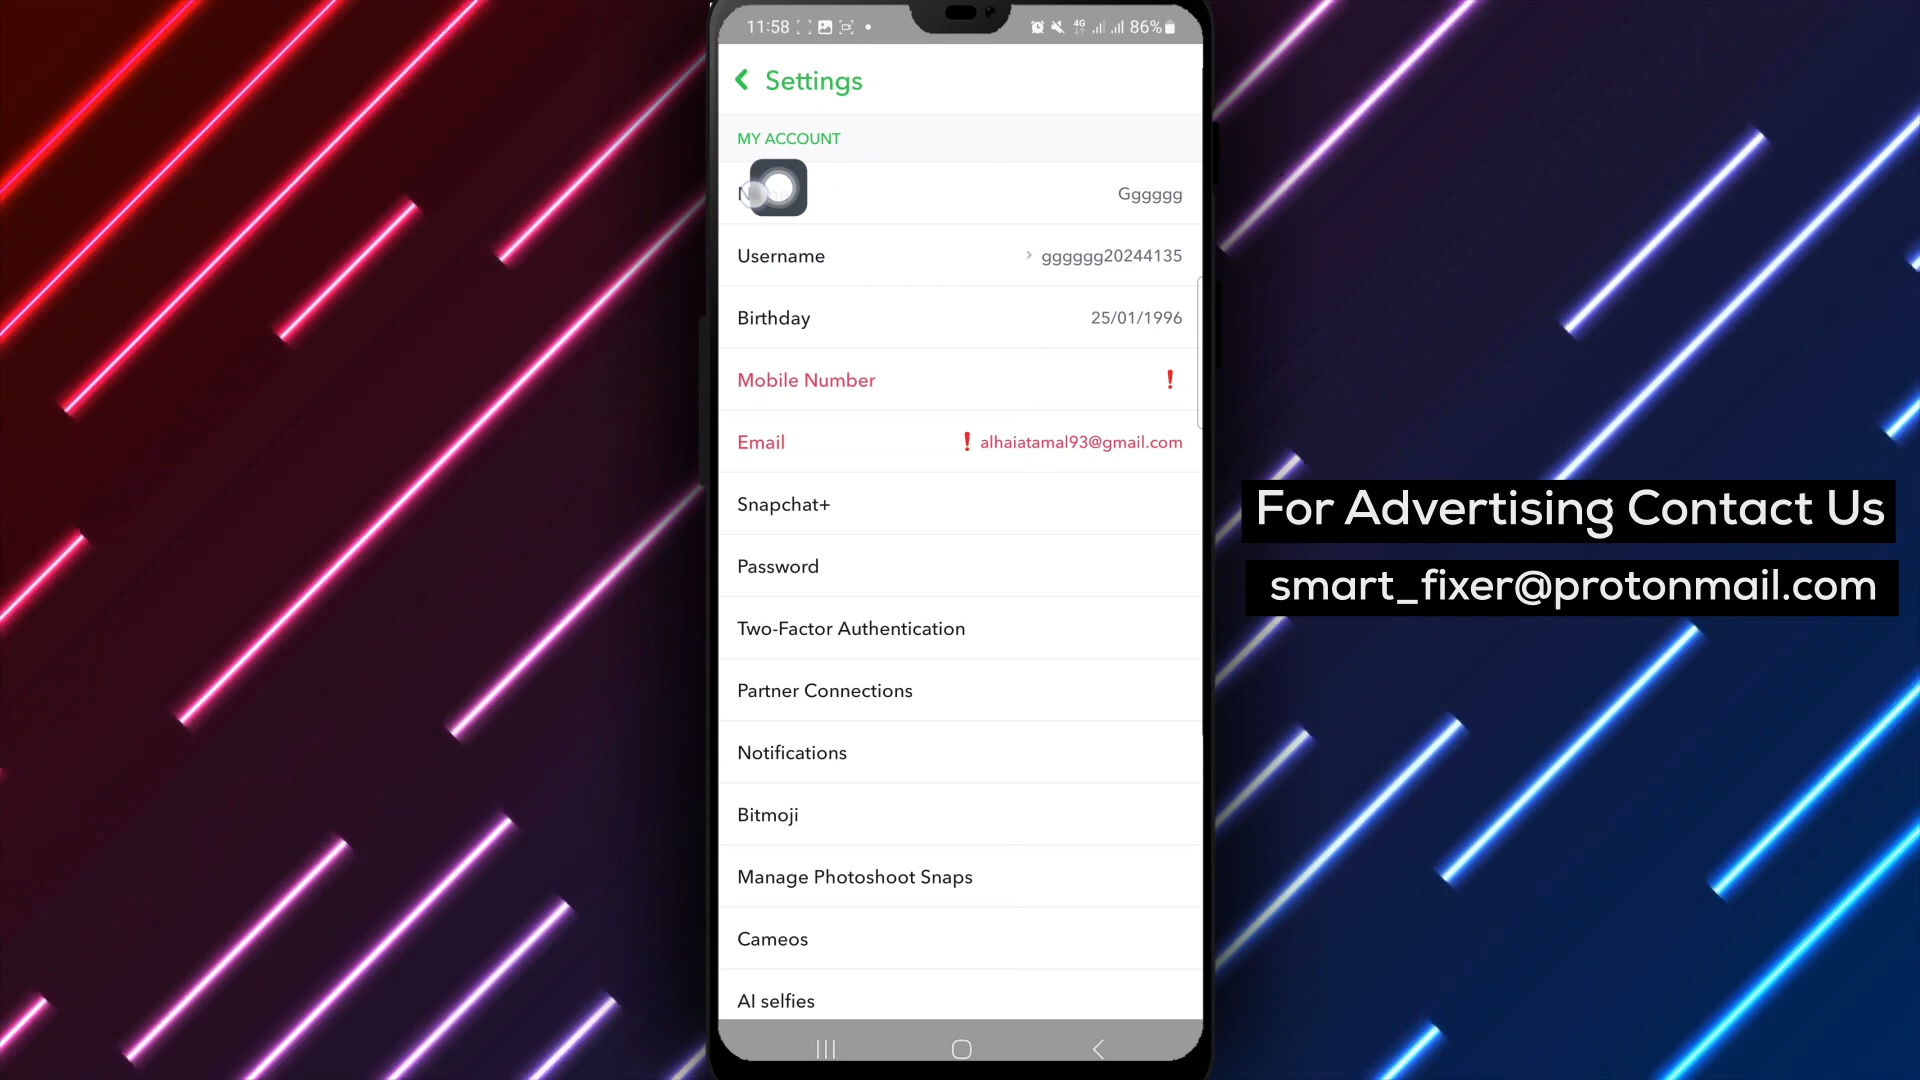 11:58
4G
86%
Settings
MY ACCOUNT
Gggggg
Username gggggg20244135
Birthday 25/01/1996
Mobile Number !
Email ! alhaiatamal93@gmail.com
Snapchat+
Password
Two-Factor Authentication
Partner Connections
Notifications
Bitmoji
Manage Photoshoot Snaps
Cameos
AI selfies
For Advertising Contact Us
smart_fixer@protonmail.com